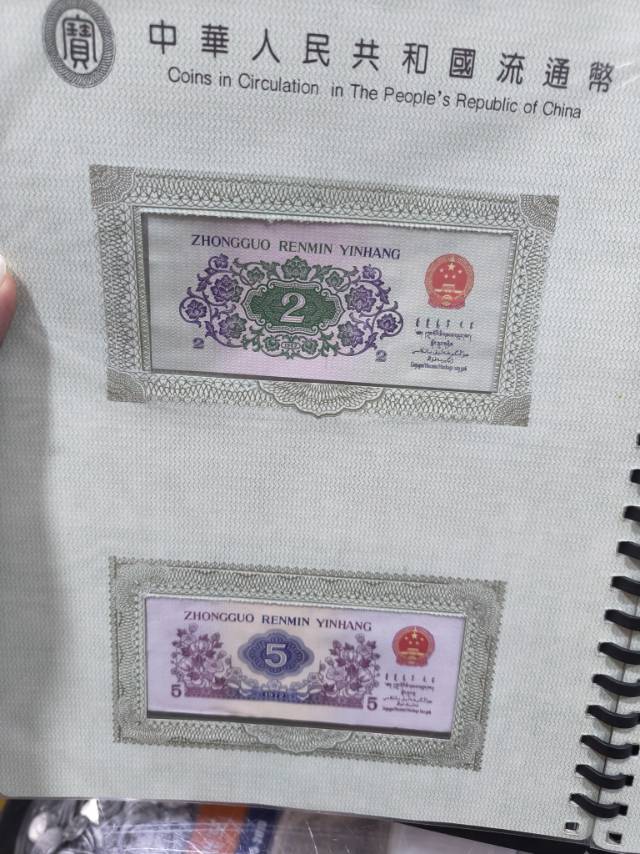 寶
中華人民共和國流通幣
Coins in Circulation in The People's Republic of China
ZHONGGUO RENMIN YINHANG
2
2
2
ZHONGGUO RENMIN YINHANG
5
5
5